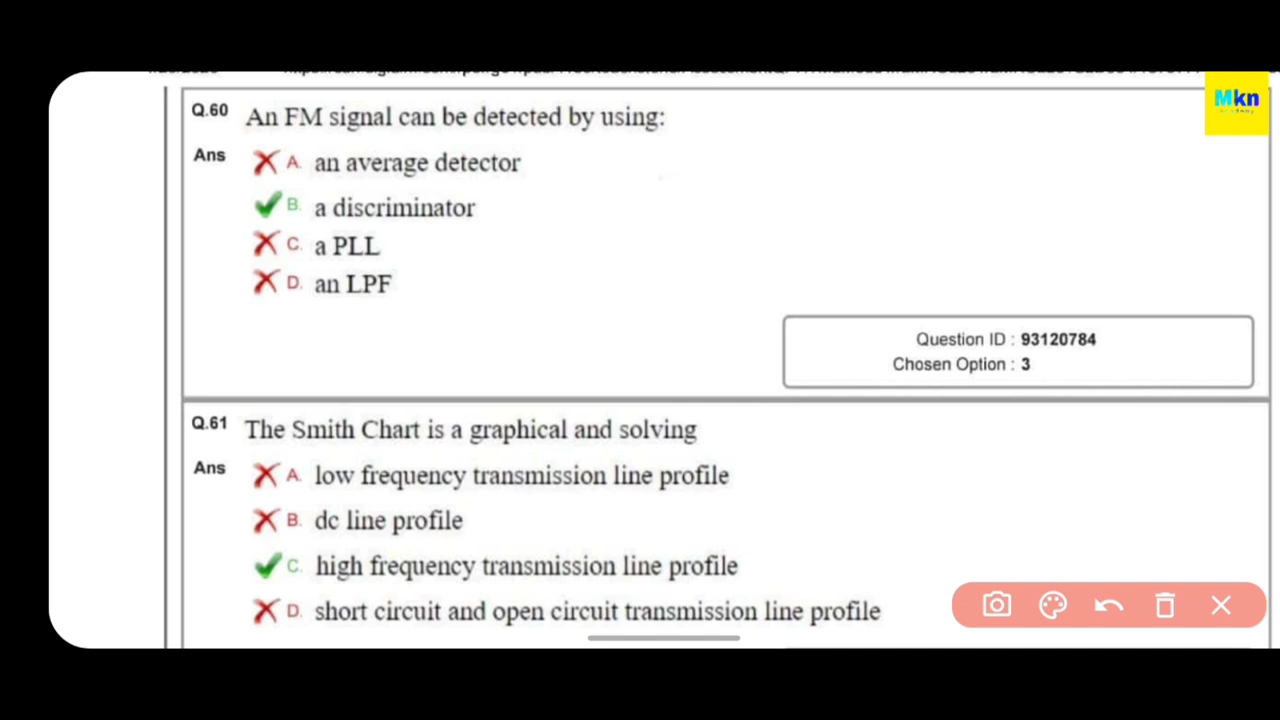 Mkn
Q.60 An FM signal can be detected by using:
Ans A. an average detector
B. a discriminator
C. a PLL
D. an LPF
Question ID : 93120784
Chosen Option : 3
Q.61 The Smith Chart is a graphical and solving
Ans A. low frequency transmission line profile
B. dc line profile
C. high frequency transmission line profile
D. short circuit and open circuit transmission line profile